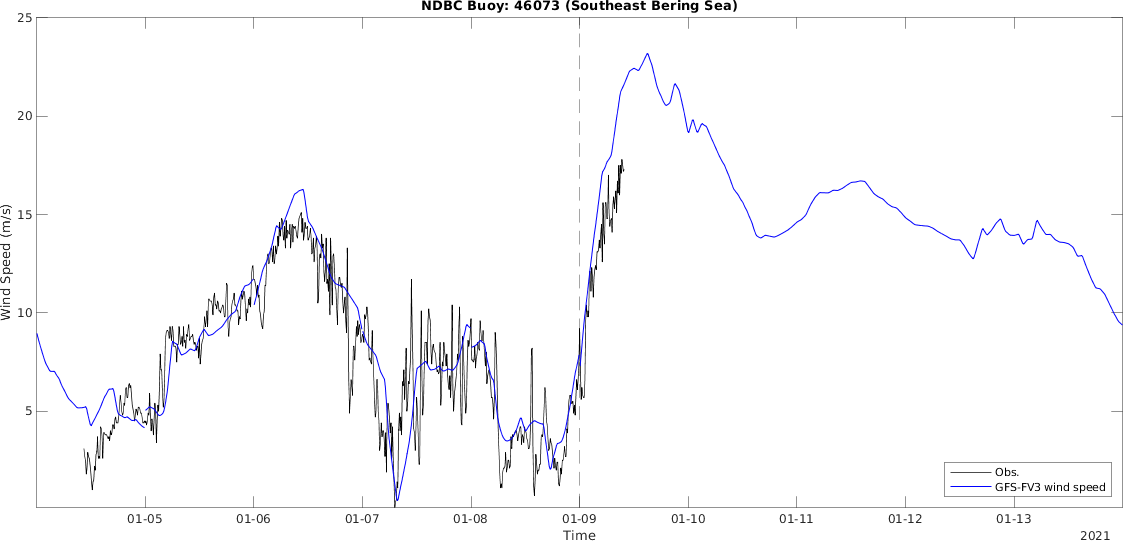 NDBC Buoy: 46073 (Southeast Bering Sea)
25
20
15
10
5
Wind Speed (m/s)
Obs.
GFS-FV3 wind speed
01-05 01-06 01-07 01-08 01-09 01-10 01-11 01-12 01-13
Time
2021